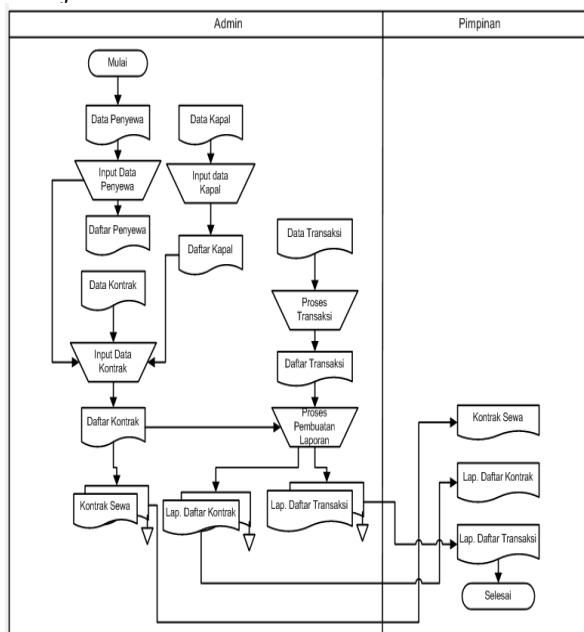 Admin
Pimpinan
Mulai
Data Penyewa
Data Kapal
Input Data
Penyewa
Input data
Kapal
Daftar Penyewa
Daftar Kapal
Data Transaksi
Data Kontrak
Proses
Transaksi
Input Data
Kontrak
Daftar Transaksi
Daftar Kontrak
Proses
Pembuatan
Laporan
Kontrak Sewa
Kontrak Sewa
Lap. Daftar Kontrak
Lap. Daftar Transaksi
Lap. Daftar Kontrak
Lap. Daftar Transaksi
Selesai